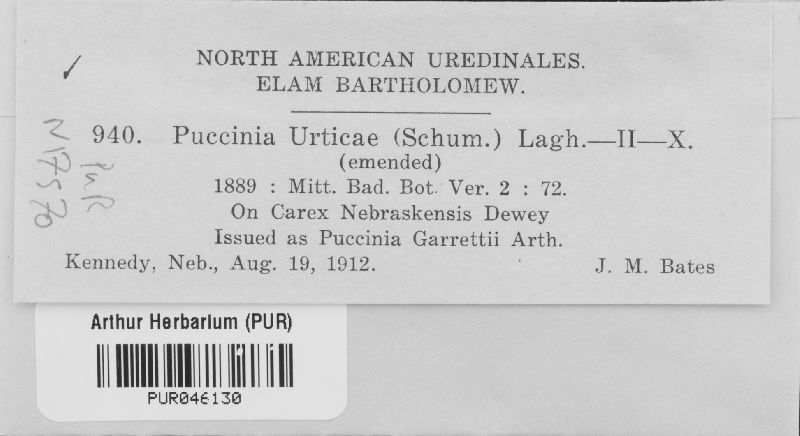 NORTH AMERICAN UREDINALES.
ELAM BARTHOLOMEW.
940. Puccinia Urticae (Schum.) Lagh.—II—X.
(emended)
1889 : Mitt. Bad. Bot. Ver. 2 : 72.
On Carex Nebraskensis Dewey
Issued as Puccinia Garrettii Arth.
Kennedy, Neb., Aug. 19, 1912. J. M. Bates
Arthur Herbarium (PUR)
PUR046130